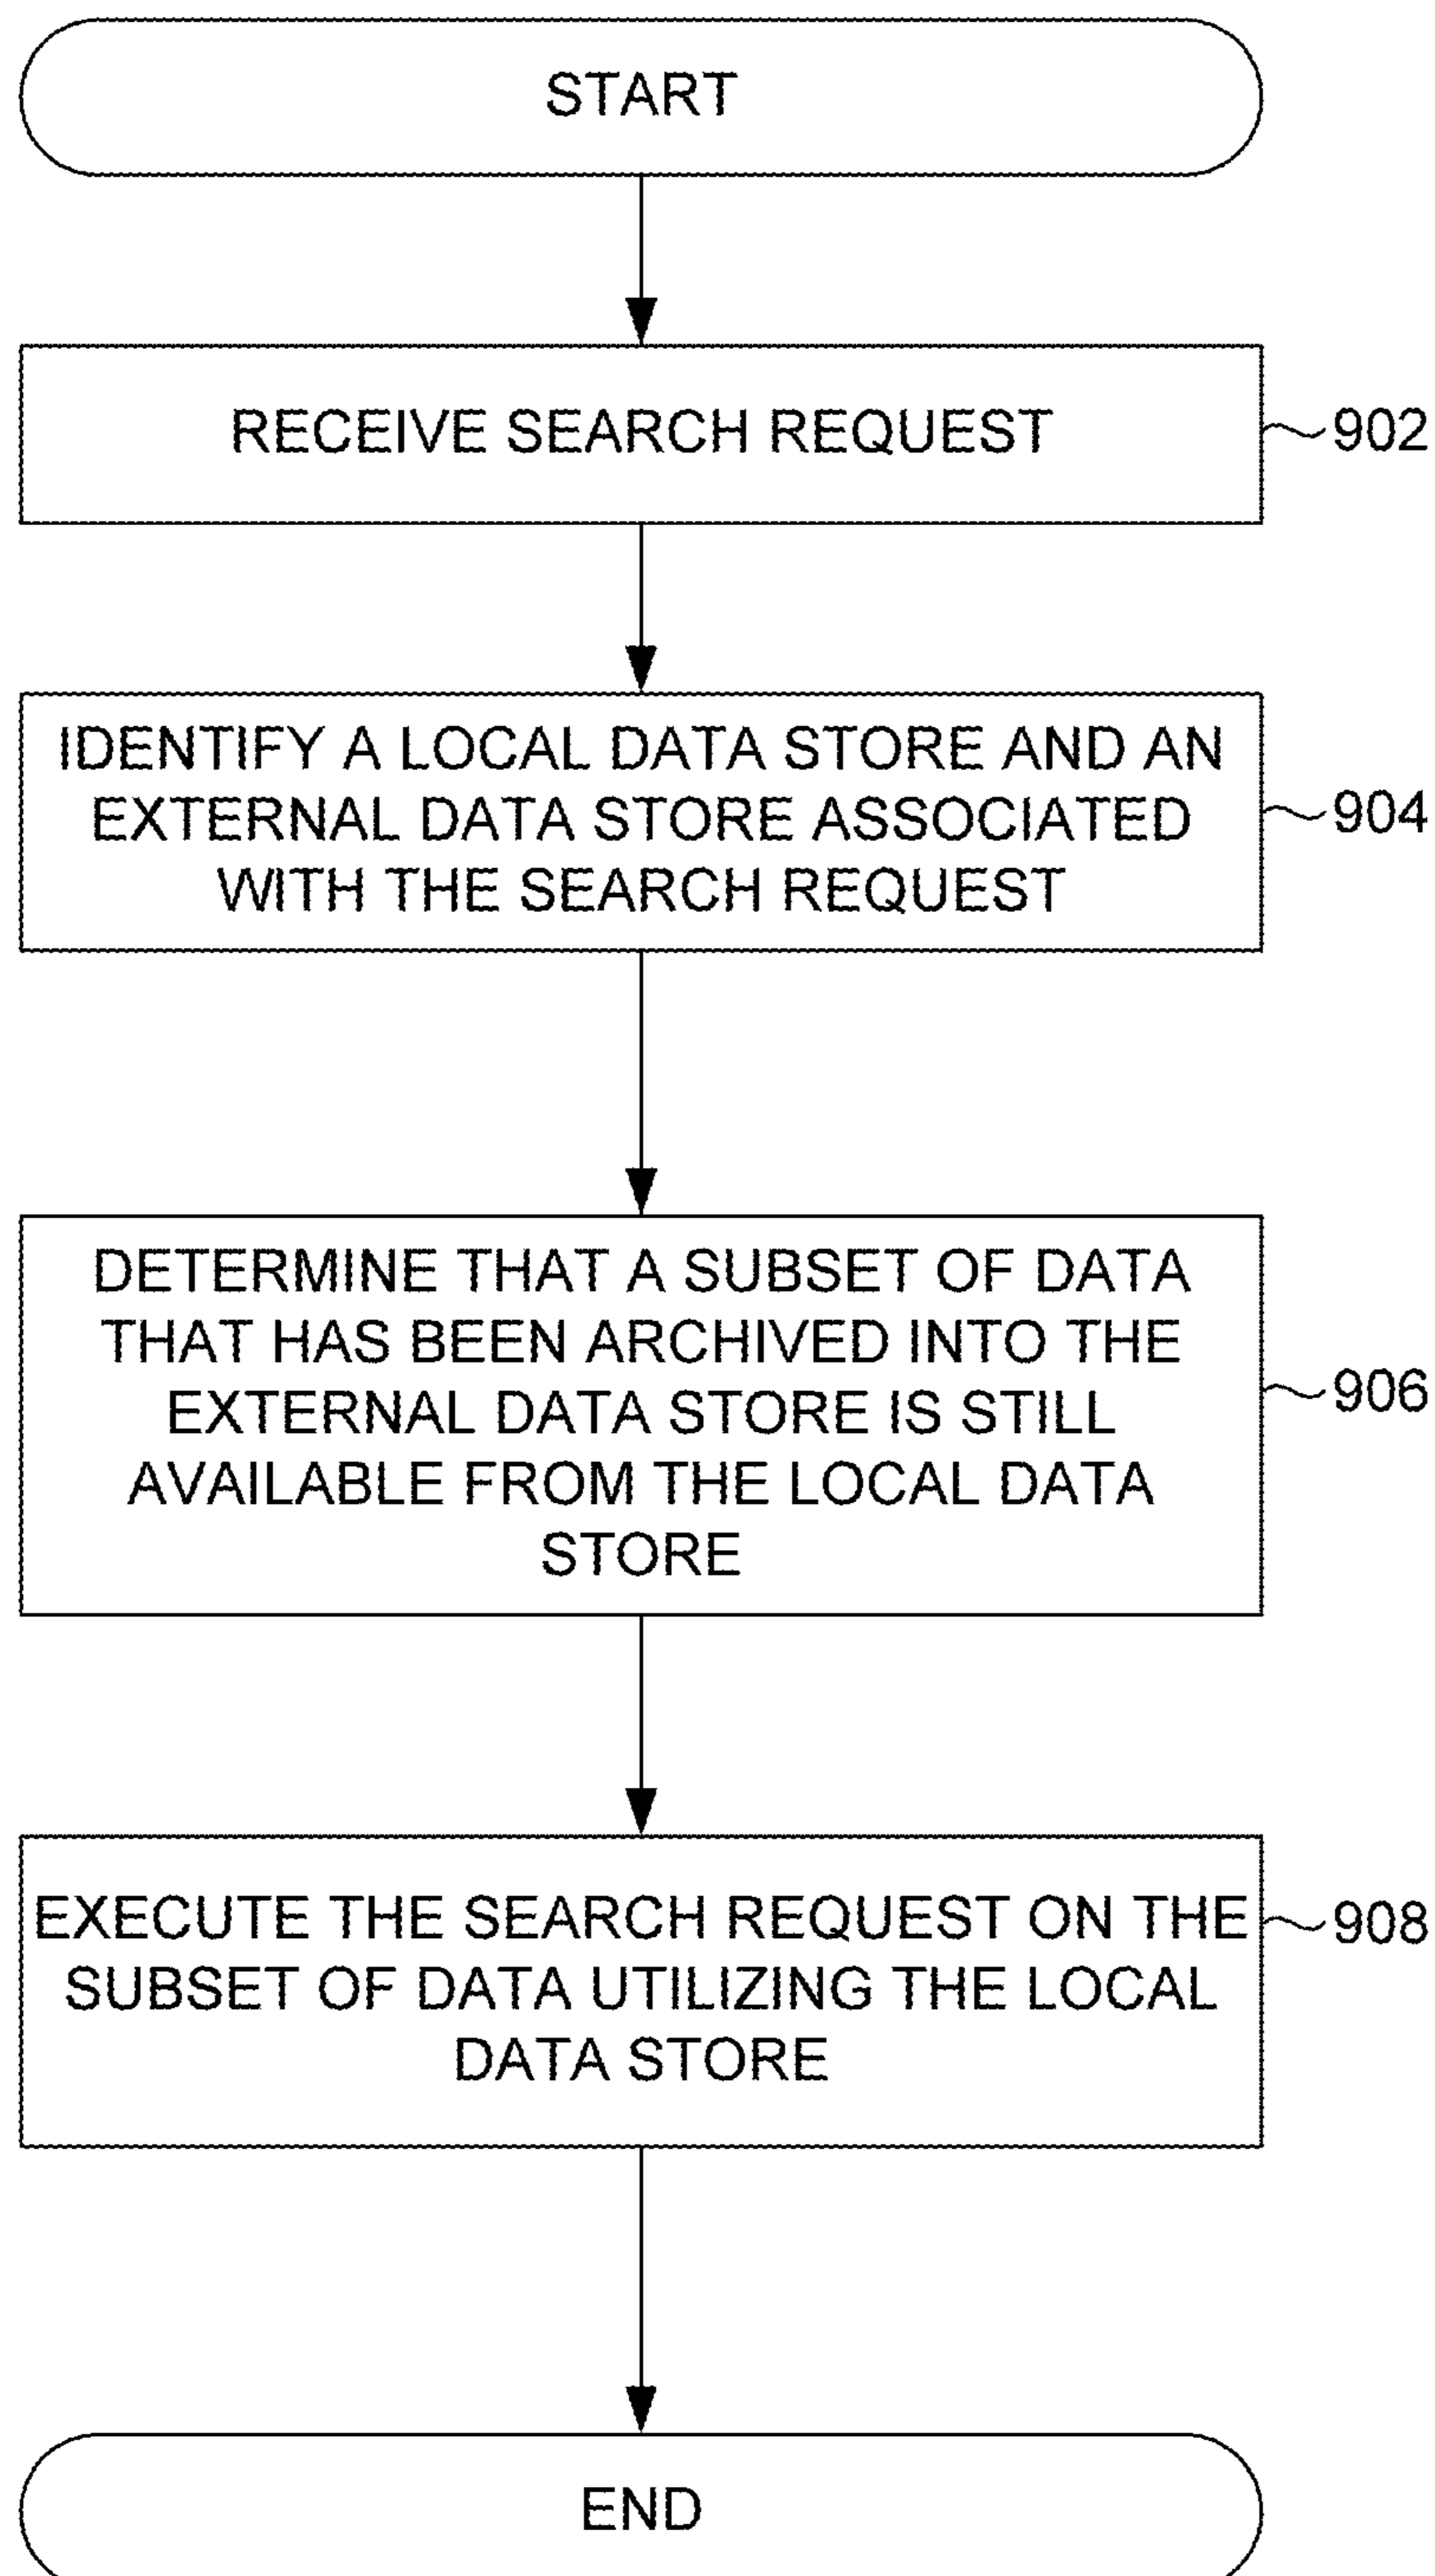 START
RECEIVE SEARCH REQUEST
902
IDENTIFY A LOCAL DATA STORE AND AN
EXTERNAL DATA STORE ASSOCIATED
WITH THE SEARCH REQUEST
904
DETERMINE THAT A SUBSET OF DATA
THAT HAS BEEN ARCHIVED INTO THE
EXTERNAL DATA STORE IS STILL
AVAILABLE FROM THE LOCAL DATA
STORE
906
EXECUTE THE SEARCH REQUEST ON THE
SUBSET OF DATA UTILIZING THE LOCAL
DATA STORE
908
END